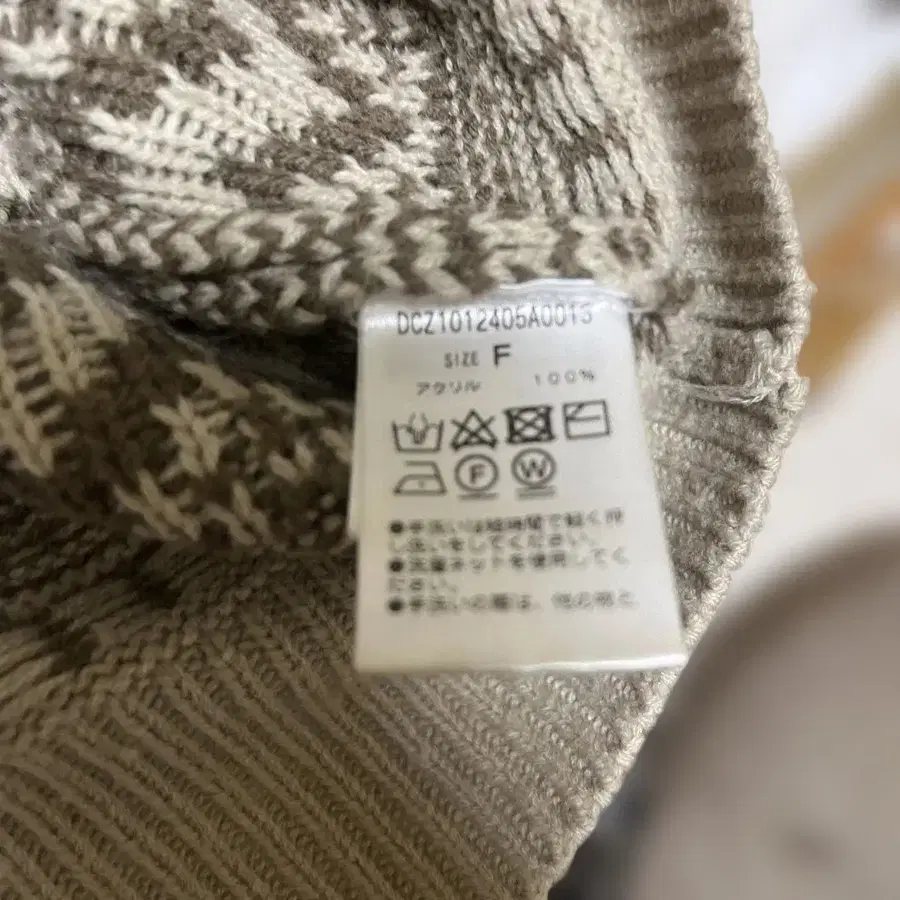 DCZ1012405A0015
SIZE F
アクリル 100%
F W
●手洗いは短時間で軽く押
し洗いをしてください。
●洗濯ネットを使用してく
ださい。
●手洗いの際は、他の物と